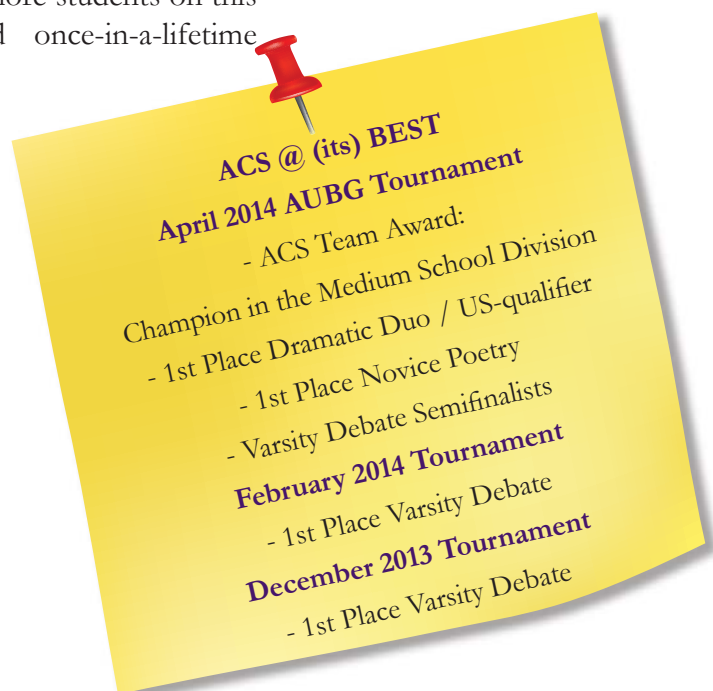 more students on this
once-in-a-lifetime
ACS @ (its) BEST
April 2014 AUBG Tournament
- ACS Team Award:
Champion in the Medium School Division
- 1st Place Dramatic Duo / US-qualifier
- 1st Place Novice Poetry
- Varsity Debate Semifinalists
February 2014 Tournament
- 1st Place Varsity Debate
December 2013 Tournament
- 1st Place Varsity Debate